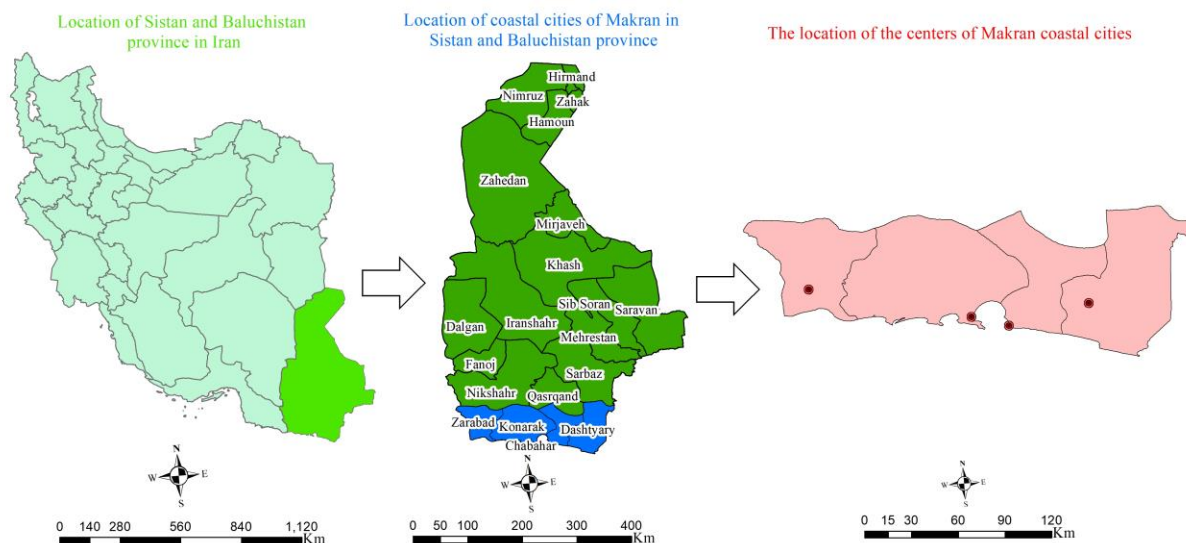 Location of Sistan and Baluchistan
province in Iran
Location of coastal cities of Makran in
Sistan and Baluchistan province
The location of the centers of Makran coastal cities
Hirmand
Nimruz
Zahak
Hamoun
Zahedan
Mirjaveh
Khash
Sib Soran
Saravan
Dalgan
Iranshahr
Mehrestan
Fanoj
Sarbaz
Nikshahr
Qasrqand
Zarabad
Konarak
Dashtyary
Chabahar
N
W
E
S
0 140 280 560 840 1,120
Km
N
W
E
S
0 50 100 200 300 400
Km
N
W
E
S
0 15 30 60 90 120
Km